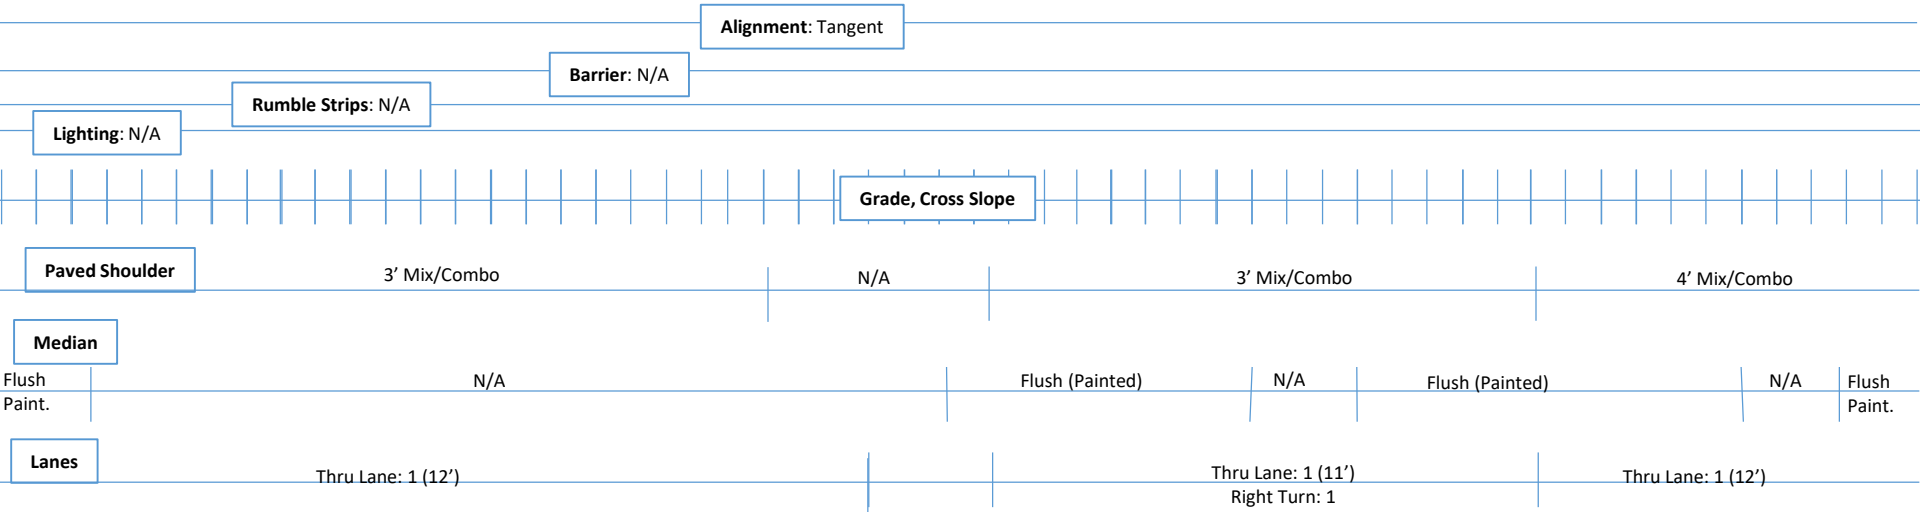 Alignment: Tangent
Barrier: N/A
Rumble Strips: N/A
Lighting: N/A
Grade, Cross Slope
Paved Shoulder
3’ Mix/Combo
N/A
3’ Mix/Combo
4’ Mix/Combo
Median
Flush
Paint.
N/A
Flush (Painted)
N/A
Flush (Painted)
N/A
Flush
Paint.
Lanes
Thru Lane: 1 (12’)
Thru Lane: 1 (11’)
Right Turn: 1
Thru Lane: 1 (12’)